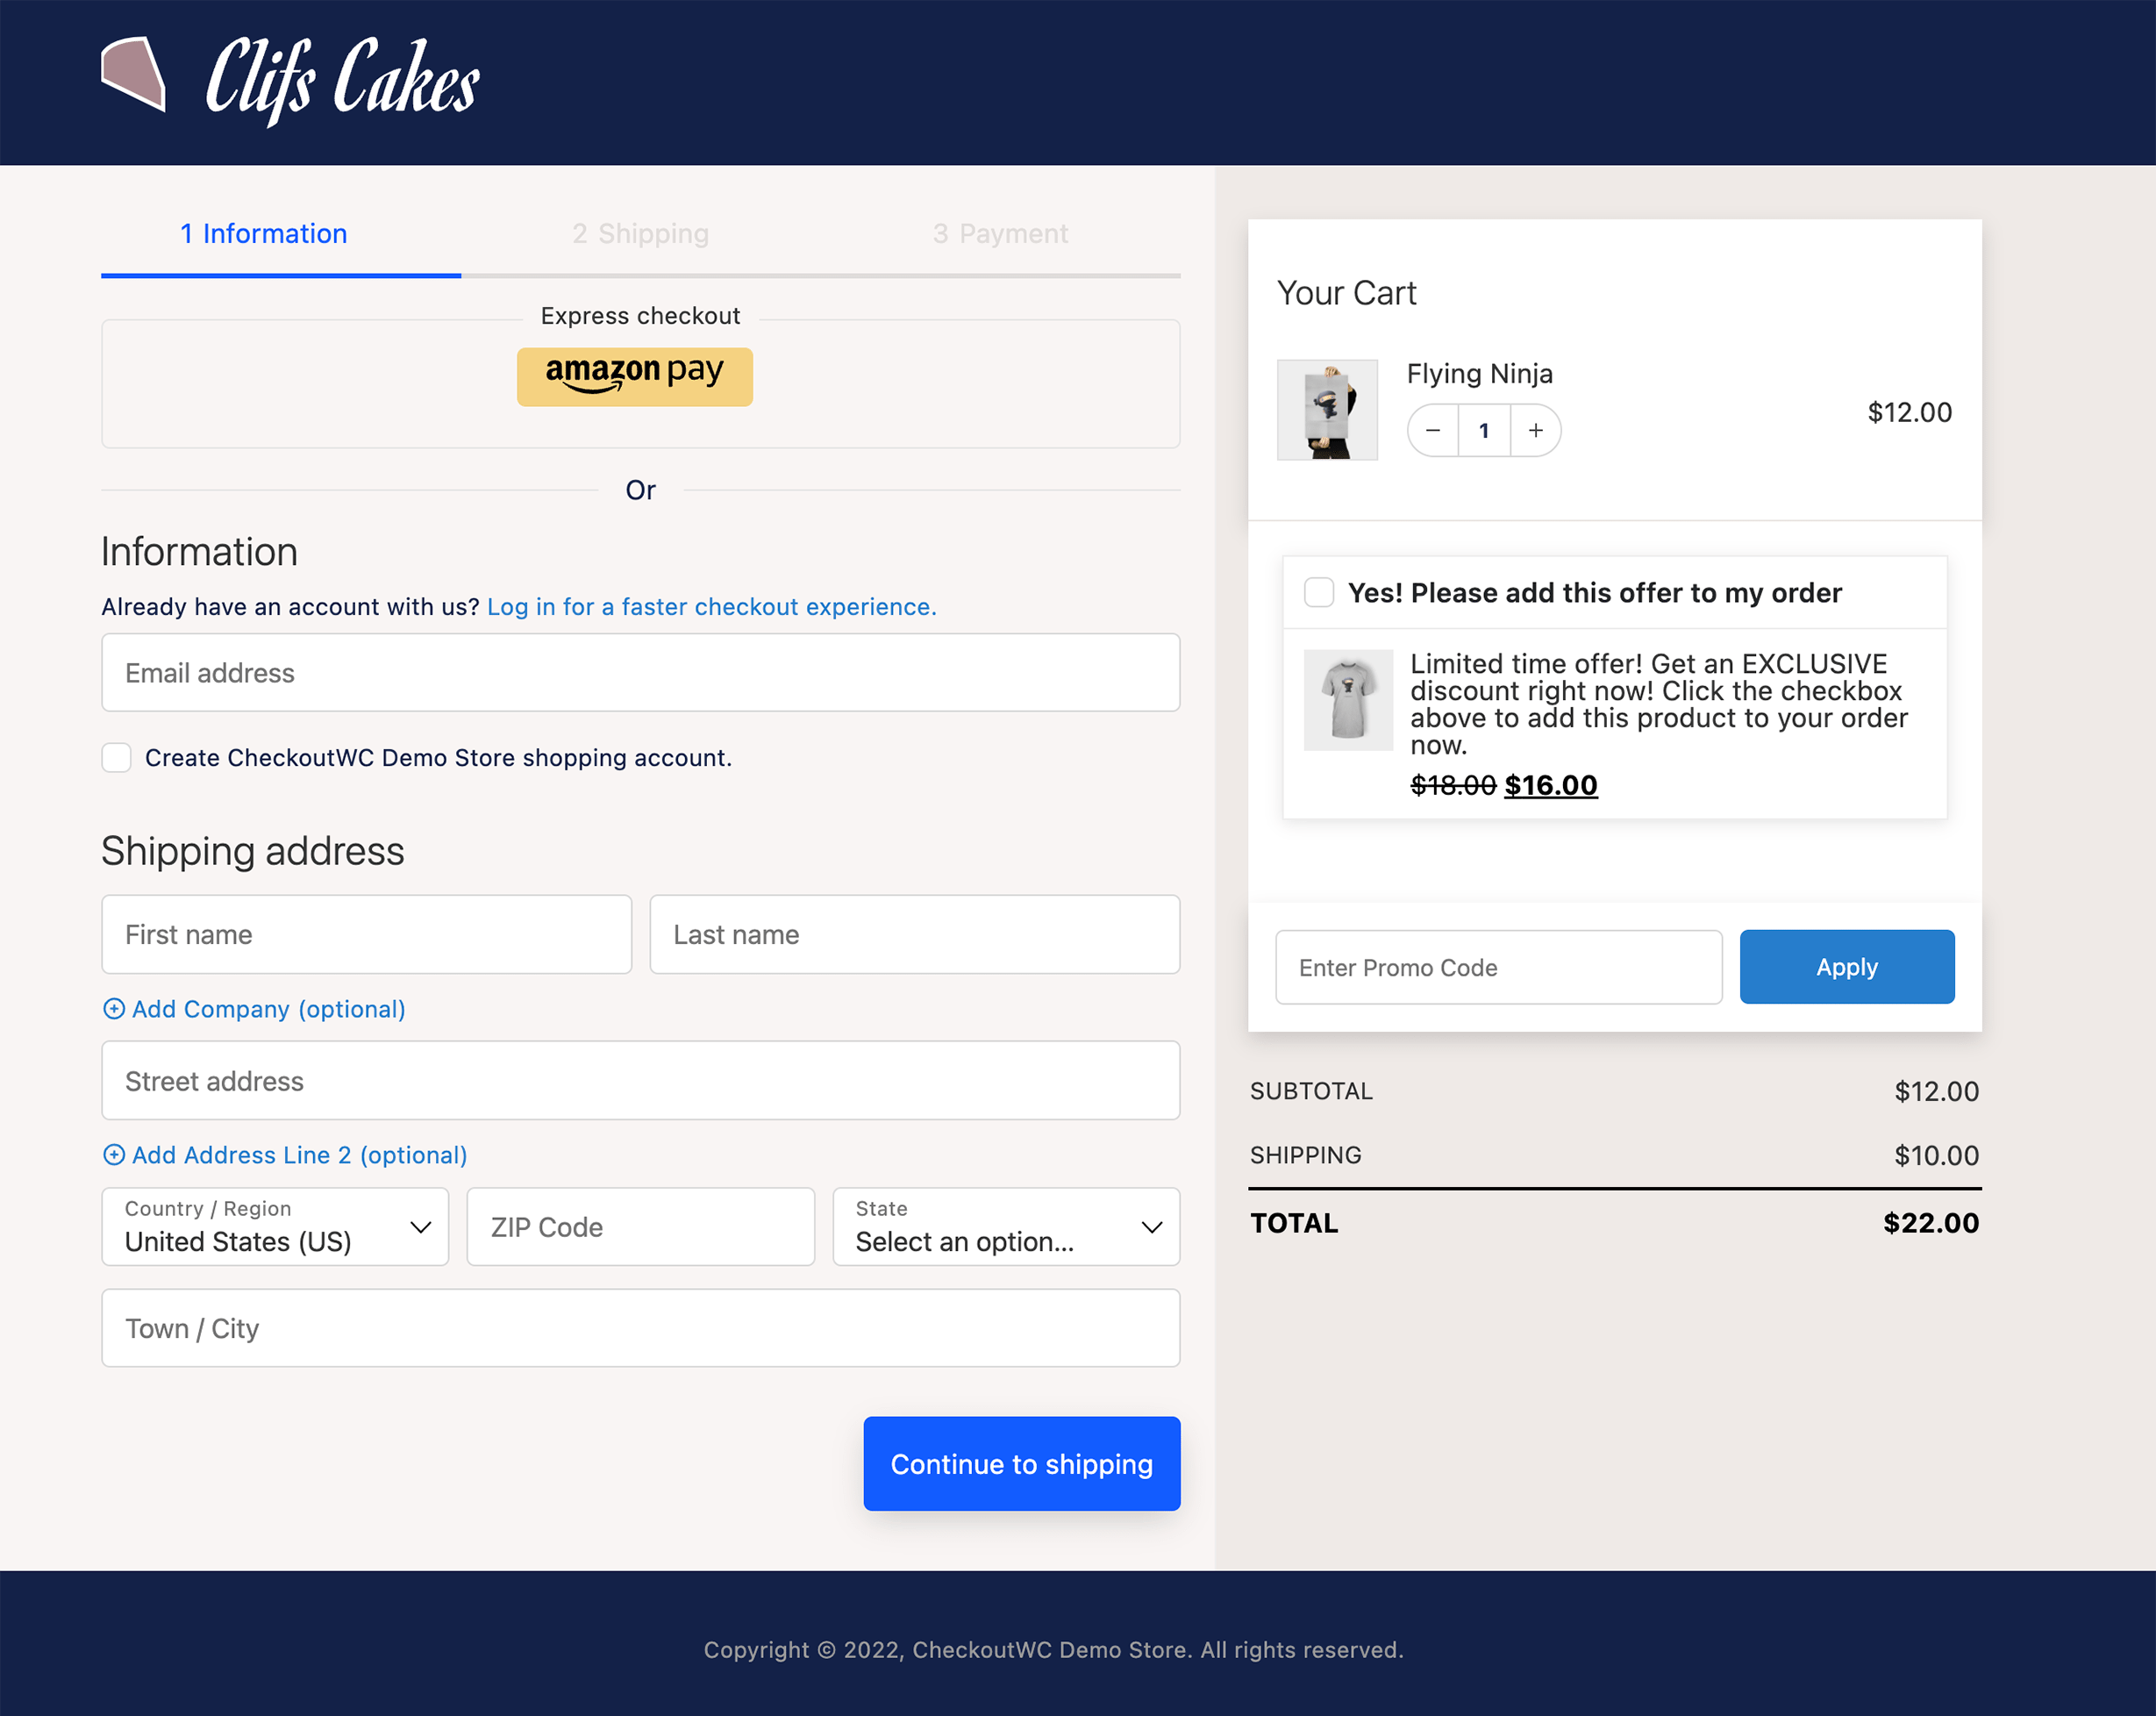 Clifs Cakes
1 Information
2 Shipping
3 Payment
Express checkout
amazon pay
Or
Information
Already have an account with us? Log in for a faster checkout experience.
Email address
Create CheckoutWC Demo Store shopping account.
Shipping address
First name
Last name
Add Company (optional)
Street address
Add Address Line 2 (optional)
Country / Region
United States (US)
ZIP Code
State
Select an option...
Town / City
Continue to shipping
Your Cart
Flying Ninja
− 1 +
$12.00
Yes! Please add this offer to my order
Limited time offer! Get an EXCLUSIVE
discount right now! Click the checkbox
above to add this product to your order
now.
$18.00 $16.00
Enter Promo Code
Apply
SUBTOTAL $12.00
SHIPPING $10.00
TOTAL $22.00
Copyright © 2022, CheckoutWC Demo Store. All rights reserved.